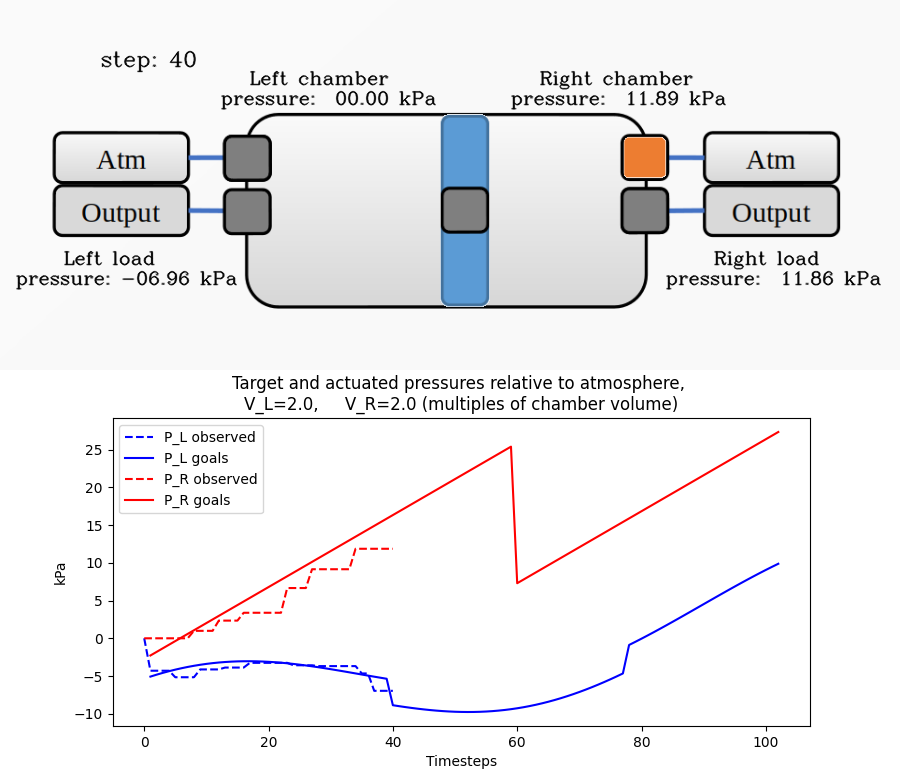 step: 40
Left chamber
pressure: 00.00 kPa
Right chamber
pressure: 11.89 kPa
Atm
Output
Atm
Output
Left load
pressure: -06.96 kPa
Right load
pressure: 11.86 kPa
Target and actuated pressures relative to atmosphere,
V_L=2.0, V_R=2.0 (multiples of chamber volume)
P_L observed
P_L goals
P_R observed
P_R goals
kPa
25
20
15
10
5
0
−5
−10
0 20 40 60 80 100
Timesteps